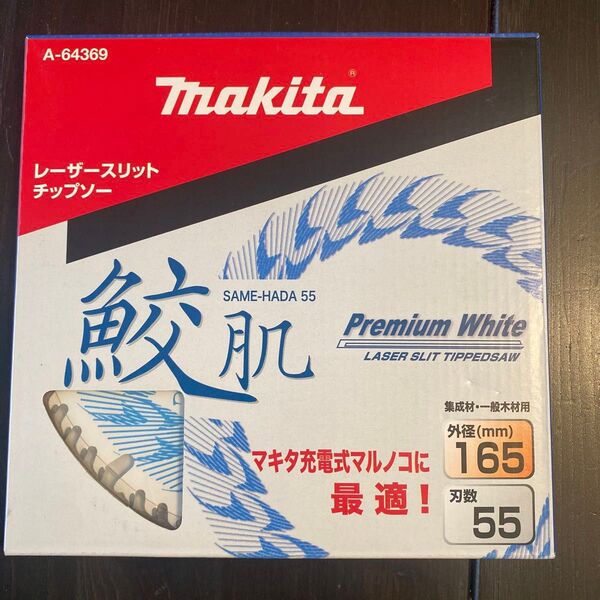 A-64369
makita®
レーザースリット
チップソー
鮫肌
SAME-HADA 55
Premium White
LASER SLIT TIPPEDSAW
集成材・一般木材用
外径(mm)
165
マキタ充電式マルノコに
最適！
刃数
55